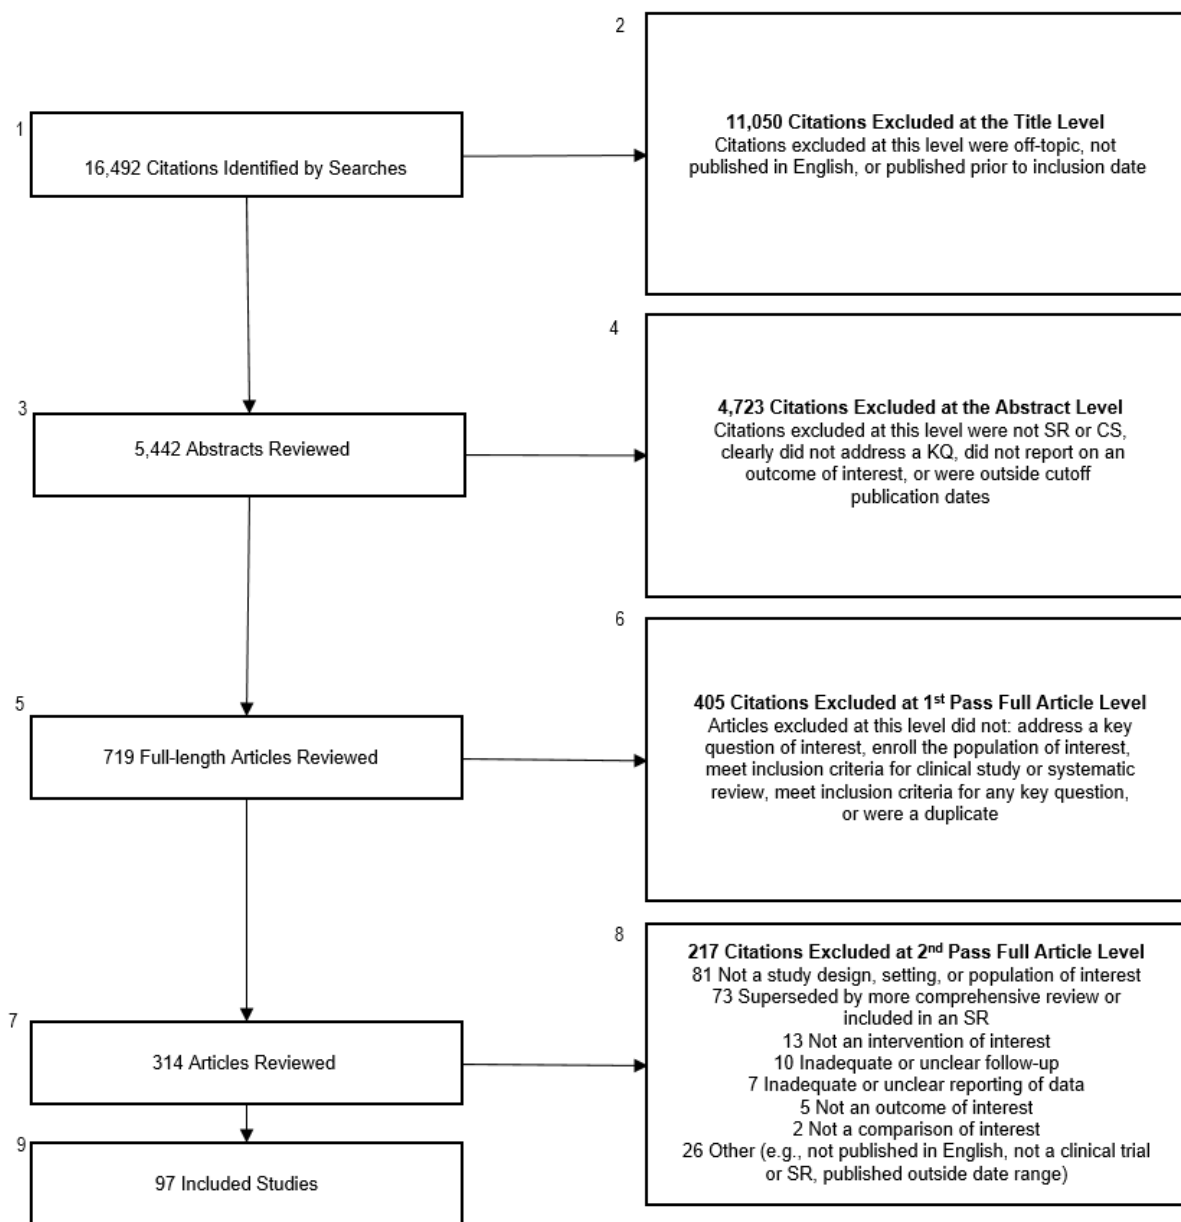 1
16,492 Citations Identified by Searches
2
11,050 Citations Excluded at the Title Level
Citations excluded at this level were off-topic, not
published in English, or published prior to inclusion date
3
5,442 Abstracts Reviewed
4
4,723 Citations Excluded at the Abstract Level
Citations excluded at this level were not SR or CS,
clearly did not address a KQ, did not report on an
outcome of interest, or were outside cutoff
publication dates
5
719 Full-length Articles Reviewed
6
405 Citations Excluded at 1st Pass Full Article Level
Articles excluded at this level did not: address a key
question of interest, enroll the population of interest,
meet inclusion criteria for clinical study or systematic
review, meet inclusion criteria for any key question,
or were a duplicate
7
314 Articles Reviewed
8
217 Citations Excluded at 2nd Pass Full Article Level
81 Not a study design, setting, or population of interest
73 Superseded by more comprehensive review or
included in an SR
13 Not an intervention of interest
10 Inadequate or unclear follow-up
7 Inadequate or unclear reporting of data
5 Not an outcome of interest
2 Not a comparison of interest
26 Other (e.g., not published in English, not a clinical trial
or SR, published outside date range)
9
97 Included Studies